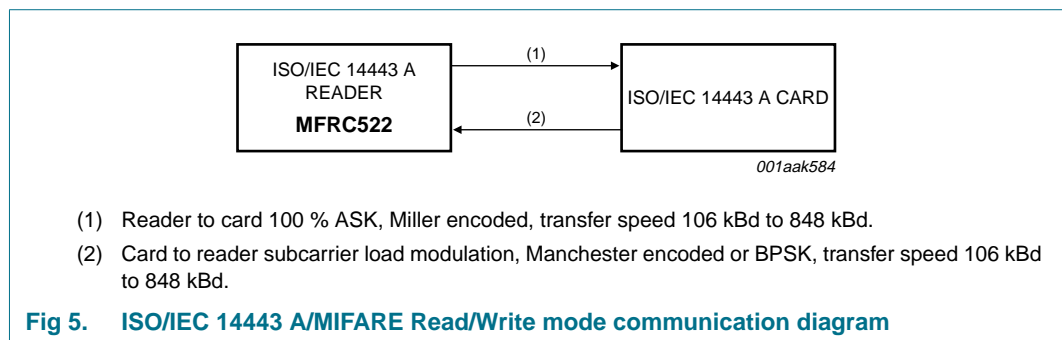 (1)
ISO/IEC 14443 A
READER
MFRC522
ISO/IEC 14443 A CARD
(2)
001aak584
(1) Reader to card 100 % ASK, Miller encoded, transfer speed 106 kBd to 848 kBd.
(2) Card to reader subcarrier load modulation, Manchester encoded or BPSK, transfer speed 106 kBd
to 848 kBd.
Fig 5. ISO/IEC 14443 A/MIFARE Read/Write mode communication diagram